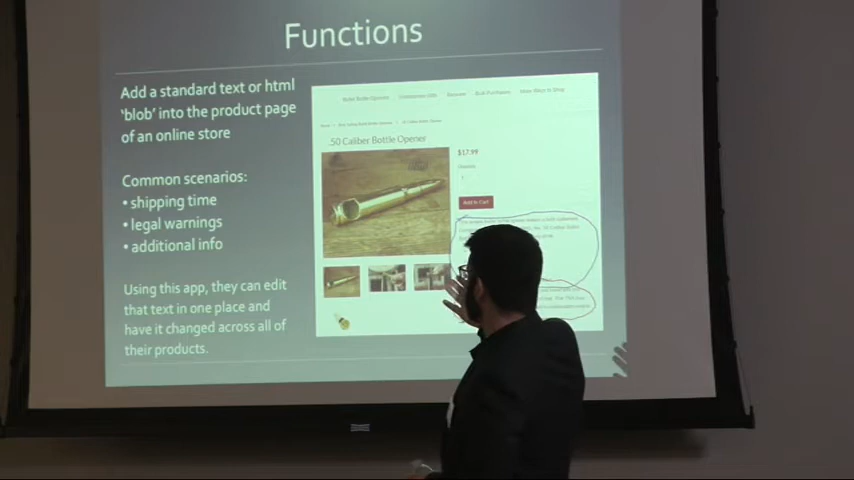 Functions
Add a standard text or html
'blob' into the product page
of an online store
Common scenarios:
• shipping time
• legal warnings
• additional info
Using this app, they can edit
that text in one place and
have it changed across all of
their products.
.50 Caliber Bottle Opener
$17.99
Add to Cart